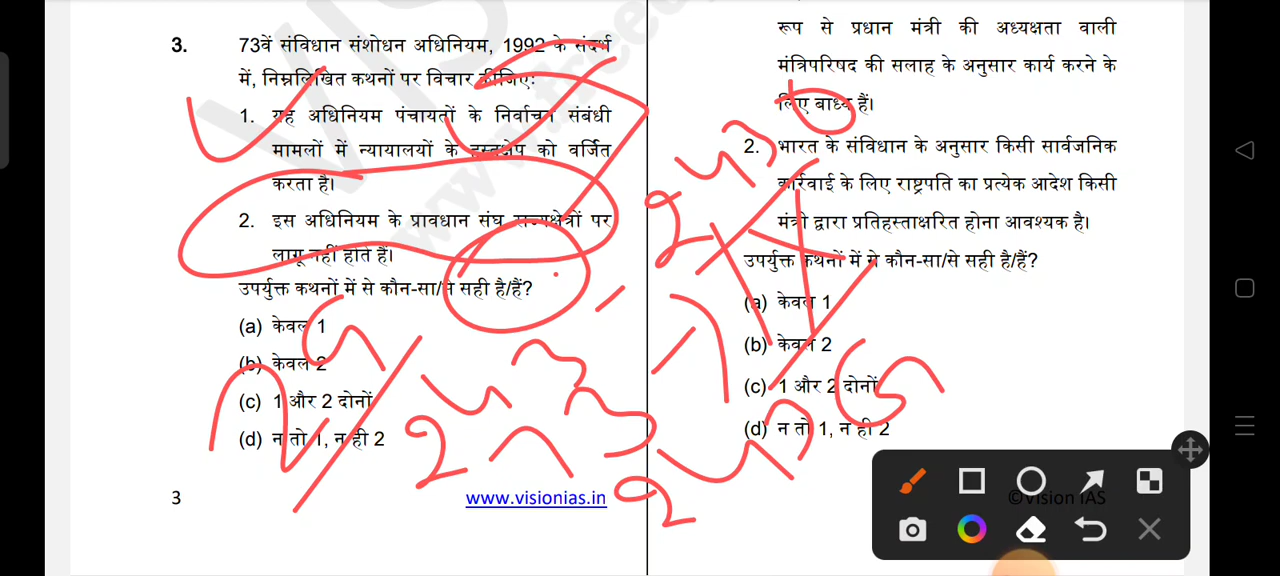 3. 73वें संविधान संशोधन अधिनियम, 1992 के संदर्भ
में, निम्नलिखित कथनों पर विचार कीजिए:
1. यह अधिनियम पंचायतों के निर्वाचन संबंधी
मामलों में न्यायालयों के हस्तक्षेप को वर्जित
करता है।
2. इस अधिनियम के प्रावधान संघ राज्यक्षेत्रों पर
लागू नहीं होते हैं।
उपर्युक्त कथनों में से कौन-सा/से सही है/हैं?
(a) केवल 1
(b) केवल 2
(c) 1 और 2 दोनों
(d) न तो 1, न ही 2
3
www.visionias.in
रूप से प्रधान मंत्री की अध्यक्षता वाली
मंत्रिपरिषद की सलाह के अनुसार कार्य करने के
लिए बाध्य हैं।
2. भारत के संविधान के अनुसार किसी सार्वजनिक
कार्रवाई के लिए राष्ट्रपति का प्रत्येक आदेश किसी
मंत्री द्वारा प्रतिहस्ताक्षरित होना आवश्यक है।
उपर्युक्त कथनों में से कौन-सा/से सही है/हैं?
(a) केवल 1
(b) केवल 2
(c) 1 और 2 दोनों
(d) न तो 1, न ही 2
©Vision IAS
243 0